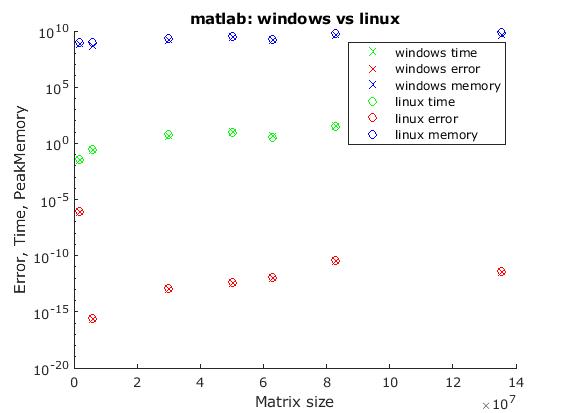 matlab: windows vs linux
10^10
10^5
10^0
10^-5
10^-10
10^-15
10^-20
Error, Time, PeakMemory
windows time
windows error
windows memory
linux time
linux error
linux memory
0 2 4 6 8 10 12 14
×10^7
Matrix size